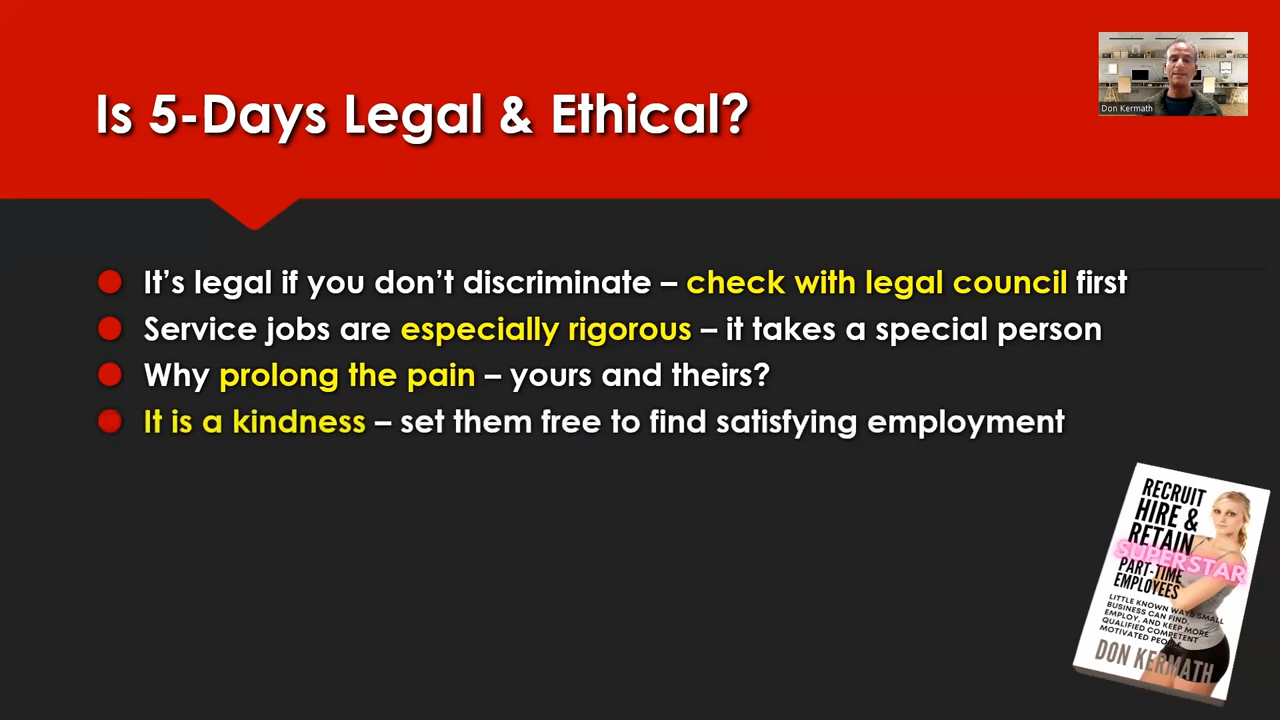 Is 5-Days Legal & Ethical?
Don Kermath
It’s legal if you don’t discriminate – check with legal council first
Service jobs are especially rigorous – it takes a special person
Why prolong the pain – yours and theirs?
It is a kindness – set them free to find satisfying employment
RECRUIT
HIRE &
RETAIN
SUPERSTAR
PART-TIME
EMPLOYEES
LITTLE KNOWN WAYS SMALL
BUSINESS CAN FIND,
EMPLOY, AND KEEP MORE
QUALIFIED COMPETENT
MOTIVATED PEOPLE
DON KERMATH